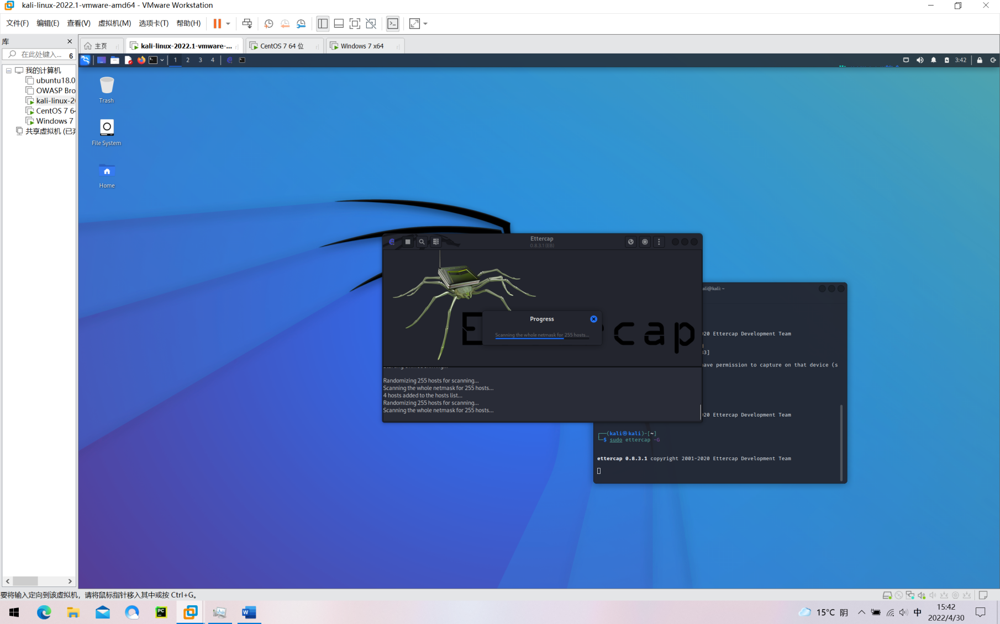 kali-linux-2022.1-vmware-amd64 - VMware Workstation
文件(F) 编辑(E) 查看(V) 虚拟机(M) 选项卡(T) 帮助(H)
库
在此处键入... 6
主页
kali-linux-2022.1-vmware-...
CentOS 7 64 位
Windows 7 x64
1 2 3 4
3:42
我的计算机
ubuntu18.0
OWASP Bro
kali-linux-2
CentOS 7 6
Windows 7
共享虚拟机 (已
Trash
File System
Home
Ettercap
0.8.3.1 (EB)
Progress
Scanning the whole netmask for 255 hosts...
E
cap
Randomizing 255 hosts for scanning...
Scanning the whole netmask for 255 hosts...
4 hosts added to the hosts list...
Randomizing 255 hosts for scanning...
Scanning the whole netmask for 255 hosts...
ali@kali: ~
20 Ettercap Development Team
33]
ave permission to capture on that device (s
20 Ettercap Development Team
(kali㉿kali)-[~]
$ sudo ettercap -G
ettercap 0.8.3.1 copyright 2001-2020 Ettercap Development Team
要将输入定向到该虚拟机，请将鼠标指针移入其中或按 Ctrl+G。
PC
W
15°C 阴
中
15:42
2022/4/30